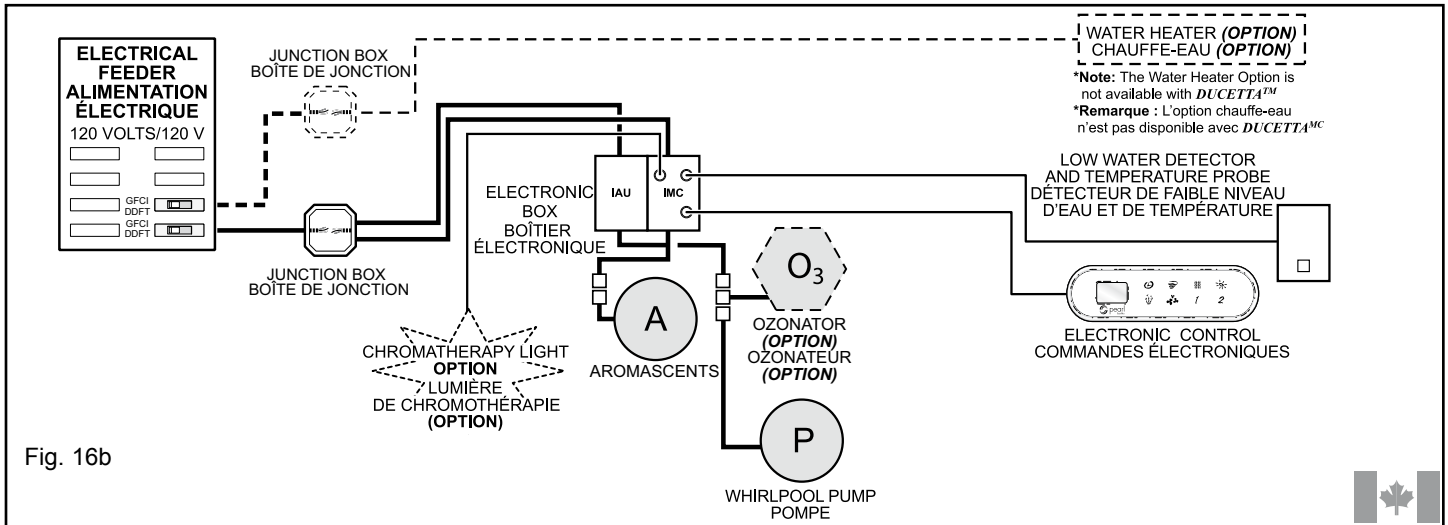 ELECTRICAL
FEEDER
ALIMENTATION
ÉLECTRIQUE
120 VOLTS/120 V
GFCI
DDFT
GFCI
DDFT
JUNCTION BOX
BOÎTE DE JONCTION
JUNCTION BOX
BOÎTE DE JONCTION
WATER HEATER (OPTION)
CHAUFFE-EAU (OPTION)
*Note: The Water Heater Option is
not available with DUCETTA™
*Remarque : L'option chauffe-eau
n'est pas disponible avec DUCETTAᴹᶜ
ELECTRONIC
BOX
BOÎTIER
ÉLECTRONIQUE
IAU
IMC
LOW WATER DETECTOR
AND TEMPERATURE PROBE
DÉTECTEUR DE FAIBLE NIVEAU
D'EAU ET DE TEMPÉRATURE
pearl
1
2
ELECTRONIC CONTROL
COMMANDES ÉLECTRONIQUES
CHROMATHERAPY LIGHT
OPTION
LUMIÈRE
DE CHROMOTHÉRAPIE
(OPTION)
A
AROMASCENTS
O₃
OZONATOR
(OPTION)
OZONATEUR
(OPTION)
P
WHIRLPOOL PUMP
POMPE
Fig. 16b